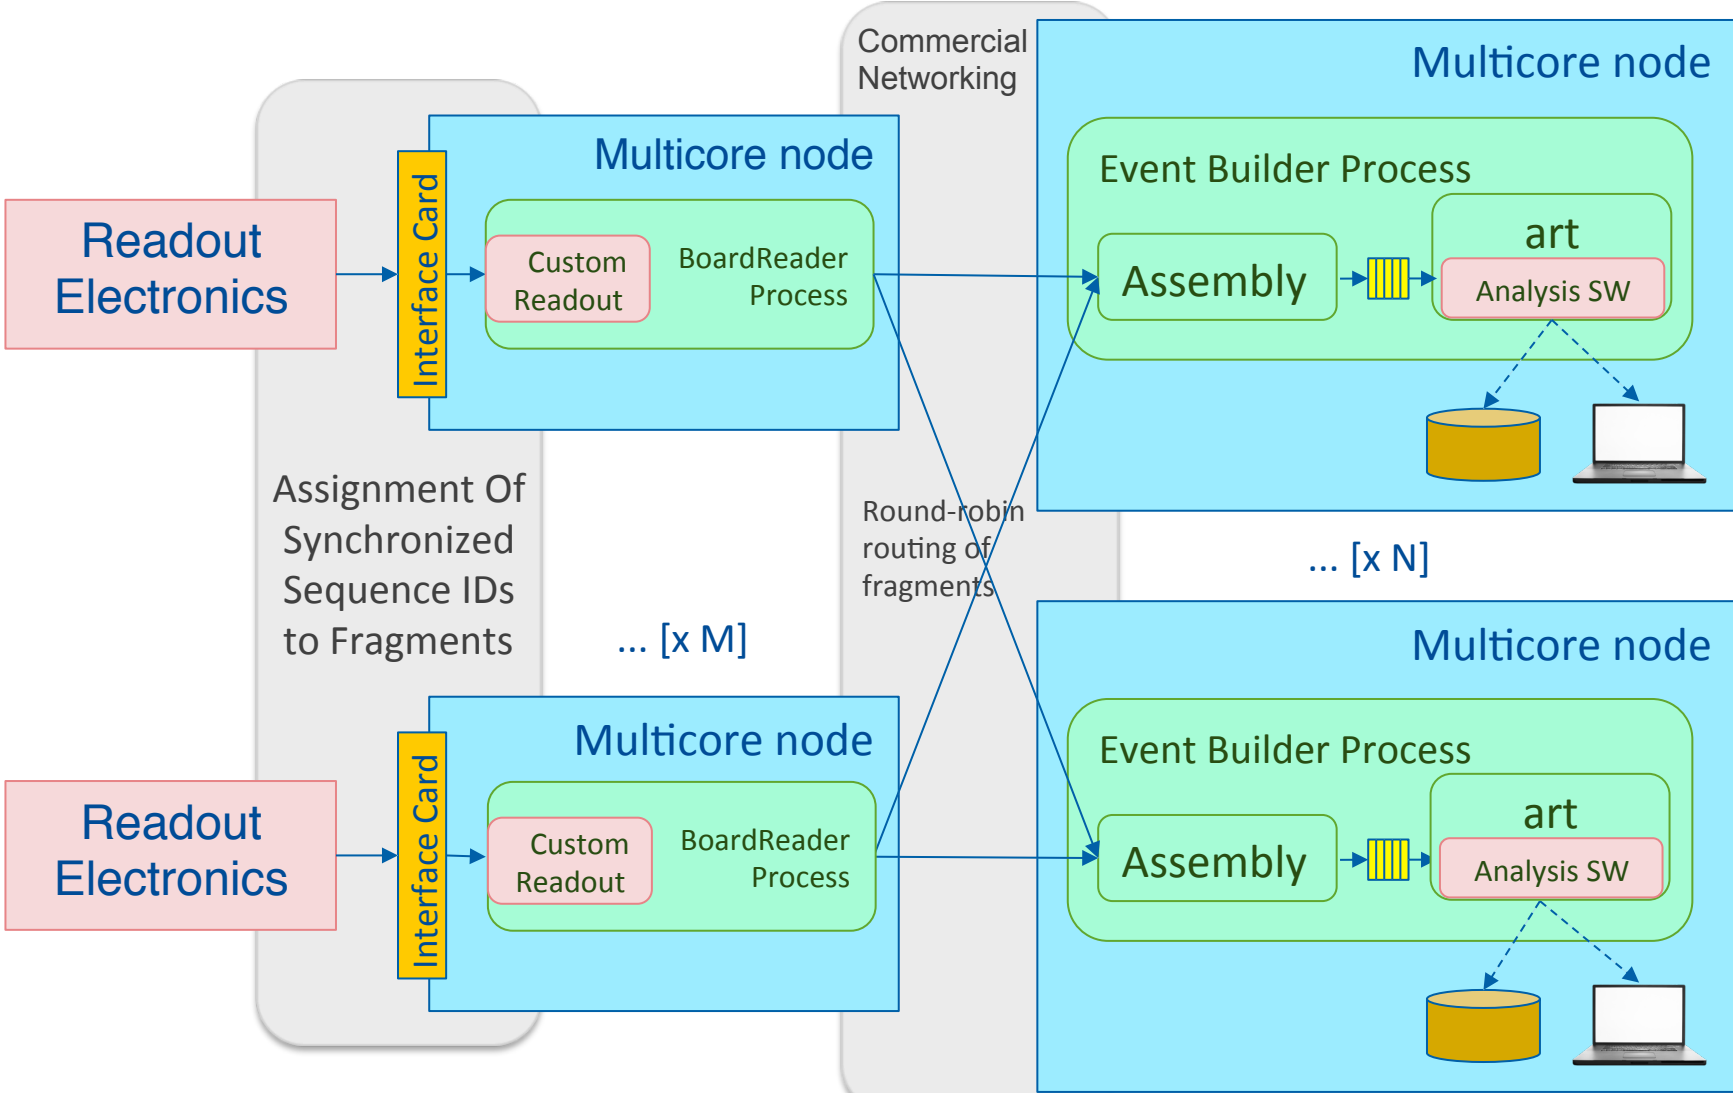 Commercial
Networking
Multicore node
Multicore node
Event Builder Process
Readout
Electronics
Interface Card
Custom
Readout
BoardReader
Process
Assembly
art
Analysis SW
Assignment Of
Synchronized
Sequence IDs
to Fragments
Round-robin
routing of
fragments
... [x M]
... [x N]
Multicore node
Multicore node
Event Builder Process
Readout
Electronics
Interface Card
Custom
Readout
BoardReader
Process
Assembly
art
Analysis SW